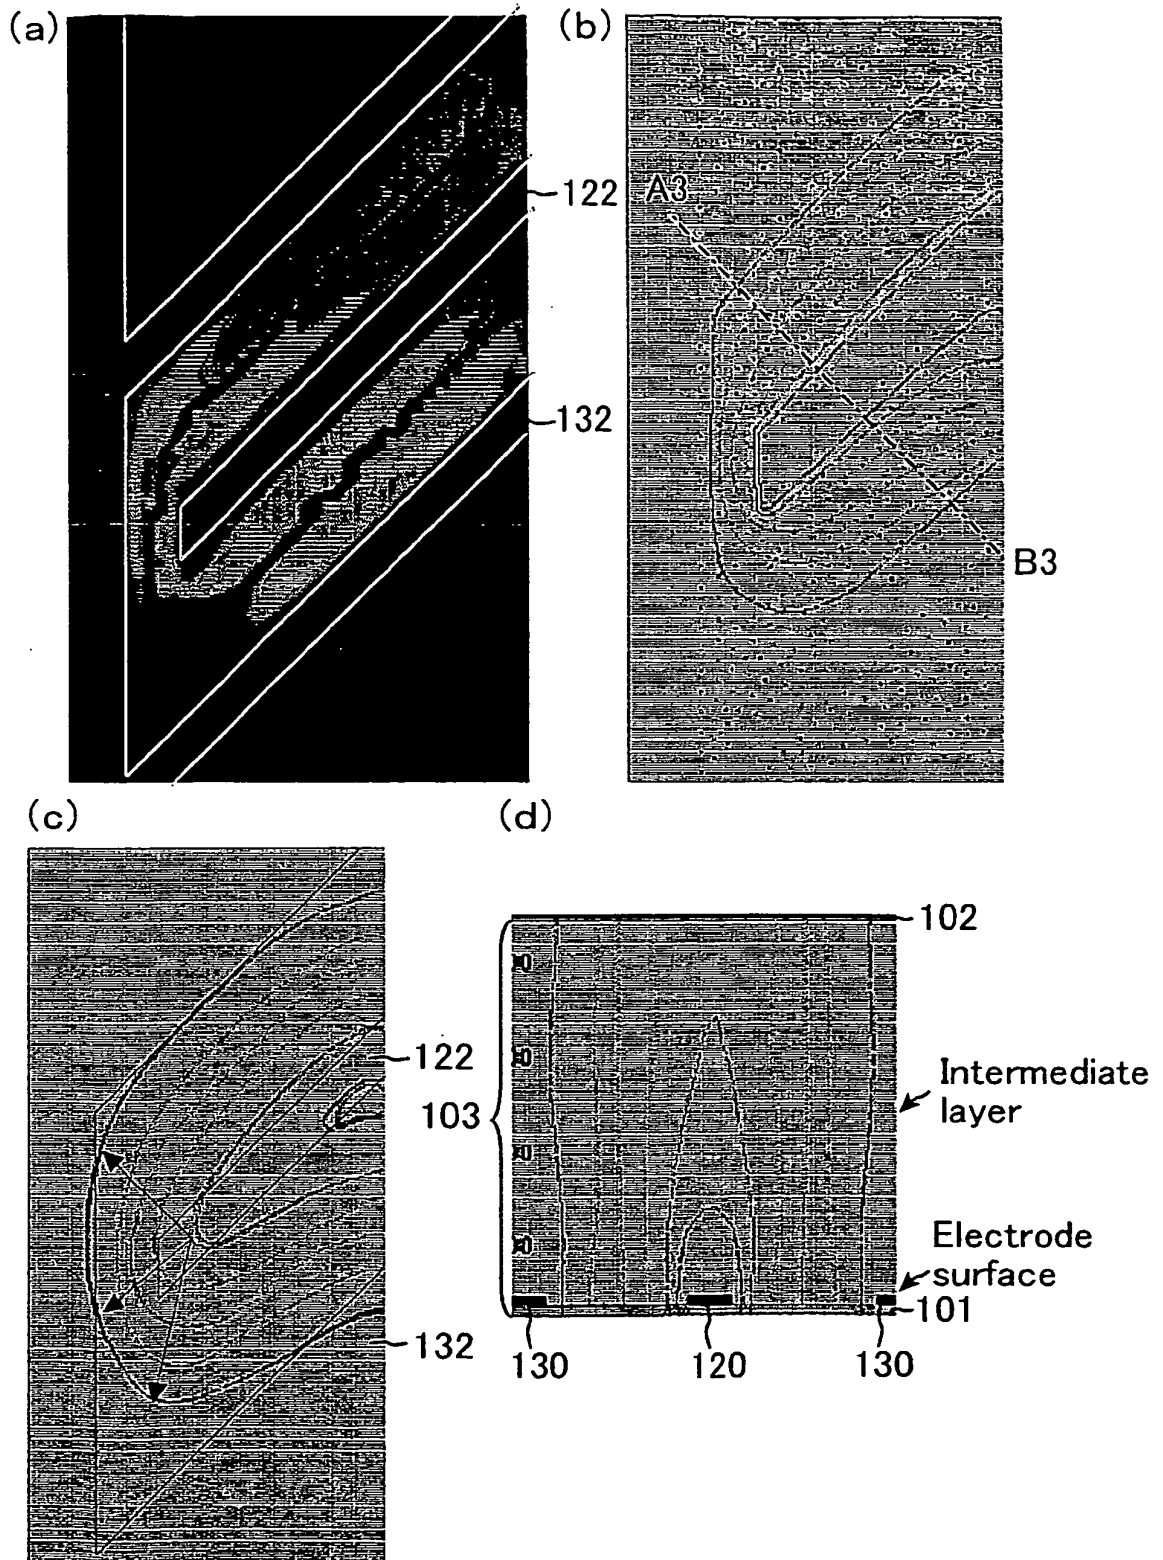 (a)
(b)
122
132
A3
B3
(c)
(d)
122
132
102
103
Intermediate
layer
Electrode
surface
101
130
120
130